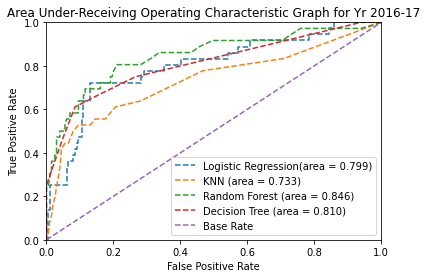 Area Under-Receiving Operating Characteristic Graph for Yr 2016-17
1.0
0.8
0.6
0.4
0.2
0.0
True Positive Rate
Logistic Regression(area = 0.799)
KNN (area = 0.733)
Random Forest (area = 0.846)
Decision Tree (area = 0.810)
Base Rate
0.0 0.2 0.4 0.6 0.8 1.0
False Positive Rate